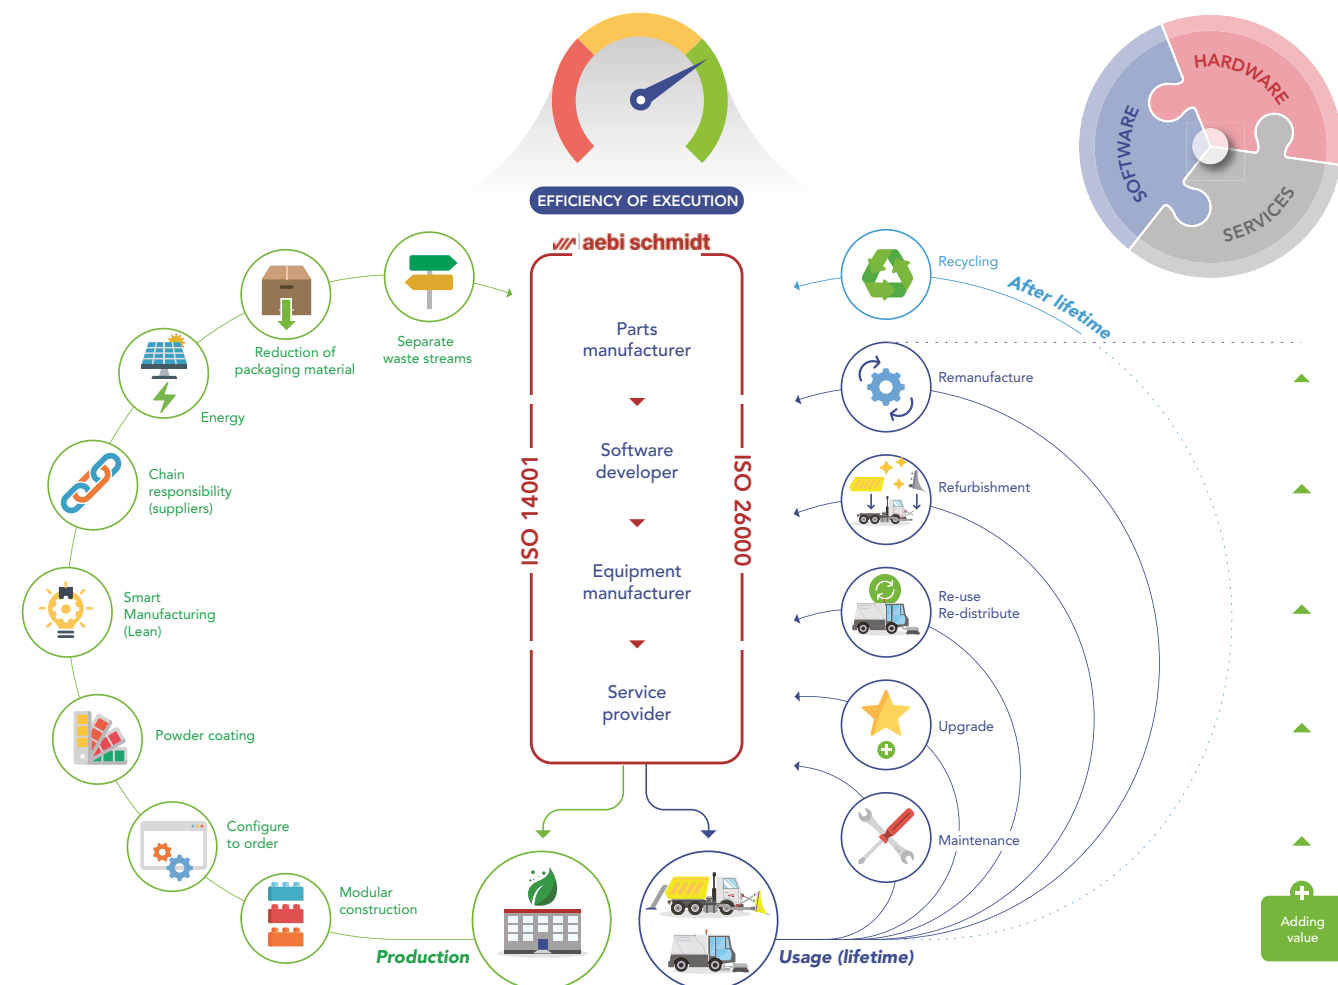 HARDWARE
SOFTWARE
SERVICES
EFFICIENCY OF EXECUTION
aebi schmidt
Parts
manufacturer
Software
developer
Equipment
manufacturer
Service
provider
ISO 14001
ISO 26000
Separate
waste streams
Reduction of
packaging material
Energy
Chain
responsibility
(suppliers)
Smart
Manufacturing
(Lean)
Powder coating
Configure
to order
Modular
construction
Production
Recycling
After lifetime
Remanufacture
Refurbishment
Re-use
Re-distribute
Upgrade
Maintenance
Usage (lifetime)
Adding
value